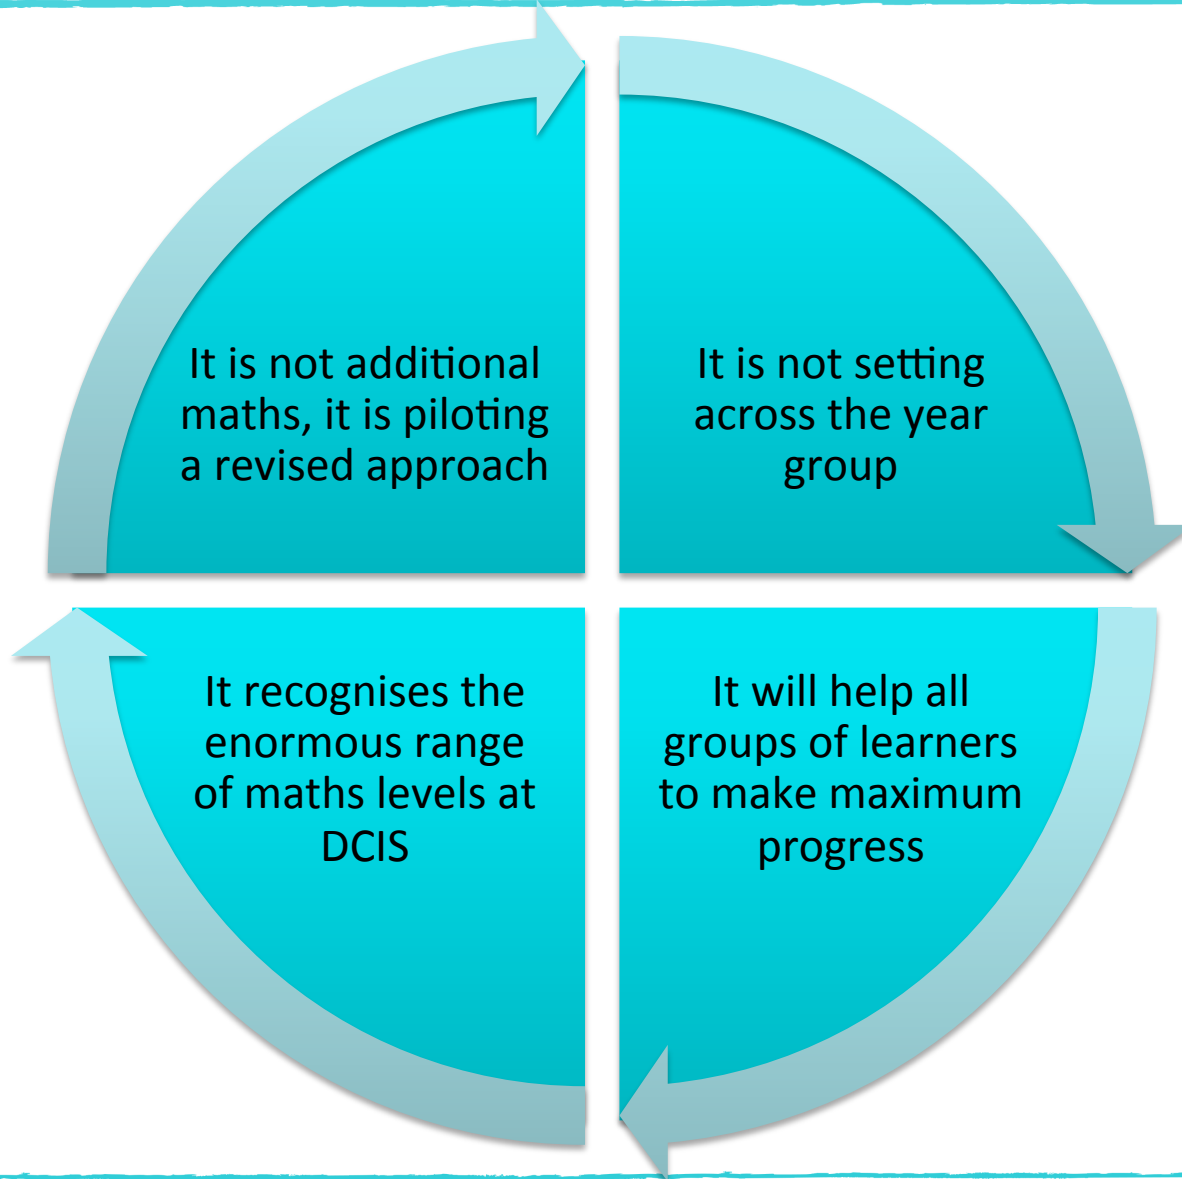 It is not additional
maths, it is piloting
a revised approach
It is not setting
across the year
group
It recognises the
enormous range
of maths levels at
DCIS
It will help all
groups of learners
to make maximum
progress